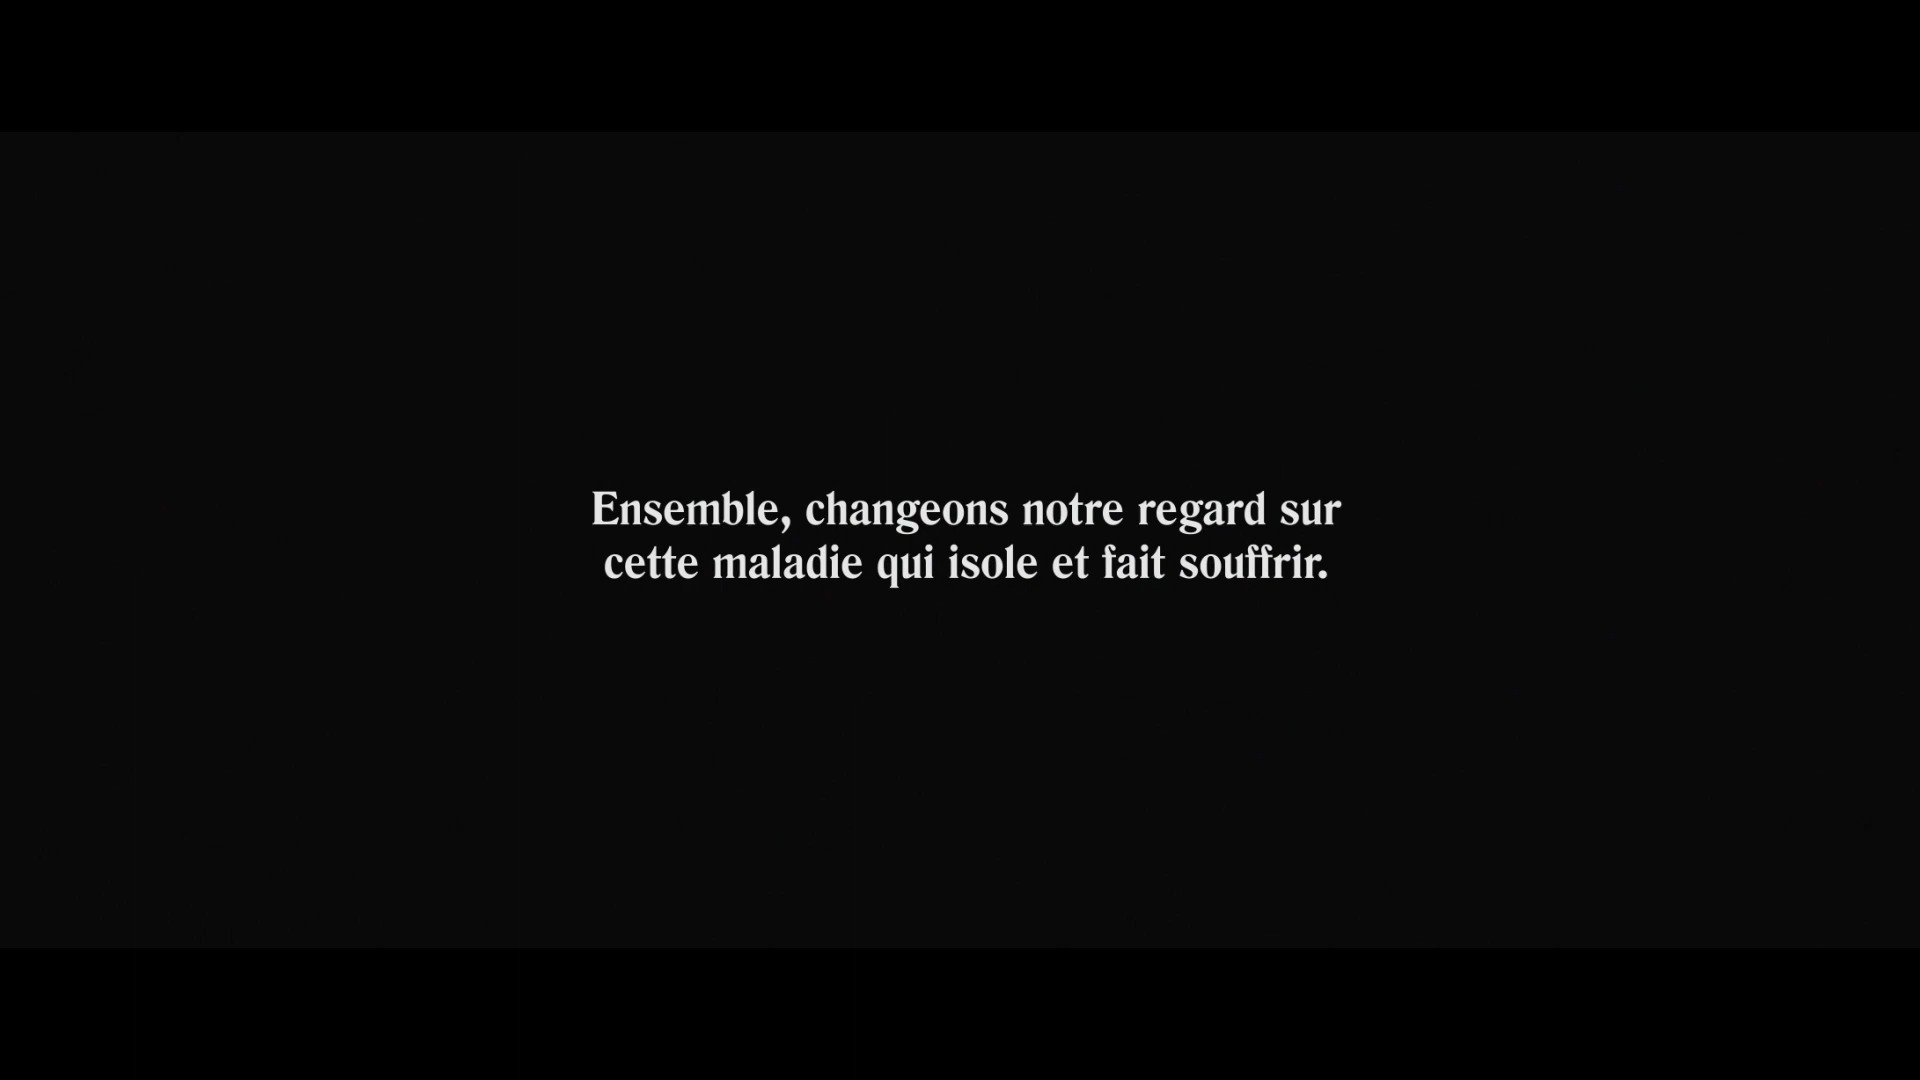 Ensemble, changeons notre regard sur
cette maladie qui isole et fait souffrir.